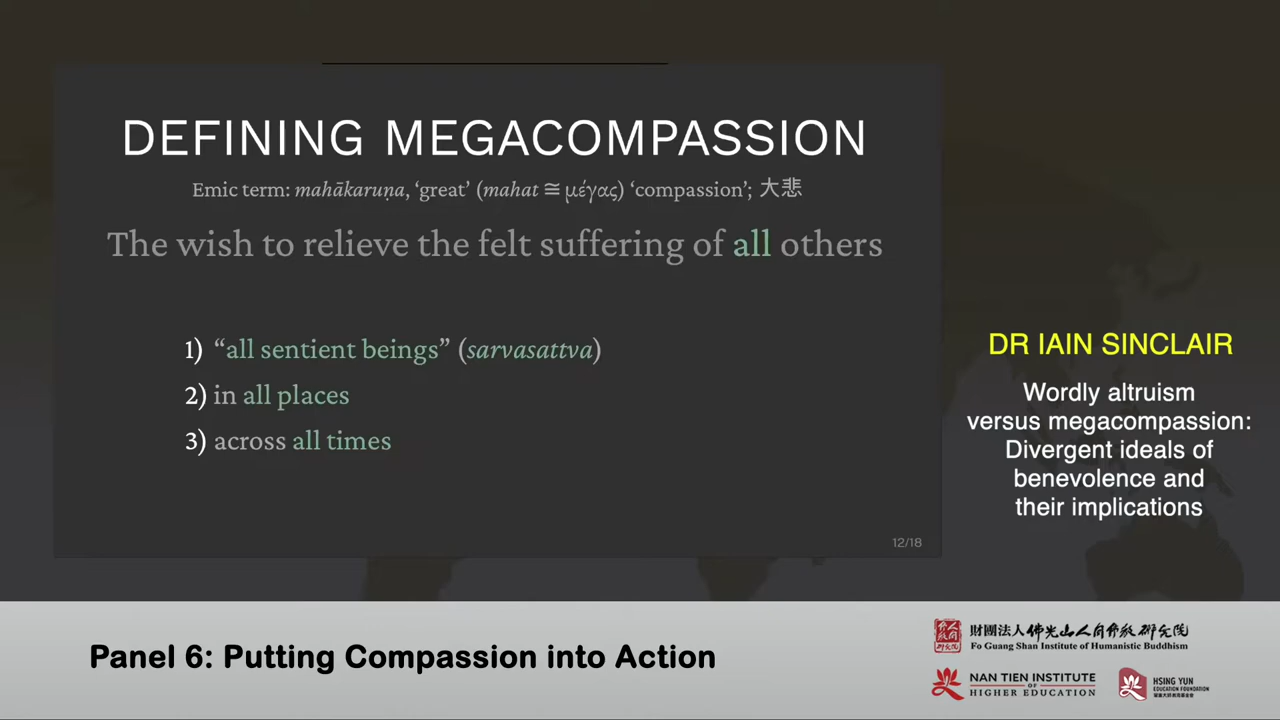 DEFINING MEGACOMPASSION
Emic term: mahākaruṇa, ‘great’ (mahat ≅ μέγας) ‘compassion’; 大悲
The wish to relieve the felt suffering of all others
1) “all sentient beings” (sarvasattva)
2) in all places
3) across all times
12/18
DR IAIN SINCLAIR
Wordly altruism
versus megacompassion:
Divergent ideals of
benevolence and
their implications
Panel 6: Putting Compassion into Action
財團法人佛光山人間佛教研究院
Fo Guang Shan Institute of Humanistic Buddhism
NAN TIEN INSTITUTE
OF
HIGHER EDUCATION
HSING YUN
EDUCATION FOUNDATION